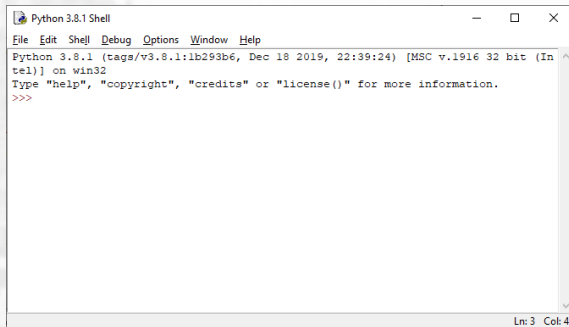 Python 3.8.1 Shell
File Edit Shell Debug Options Window Help
Python 3.8.1 (tags/v3.8.1:1b293b6, Dec 18 2019, 22:39:24) [MSC v.1916 32 bit (In
tel)] on win32
Type "help", "copyright", "credits" or "license()" for more information.
>>>
Ln: 3 Col: 4